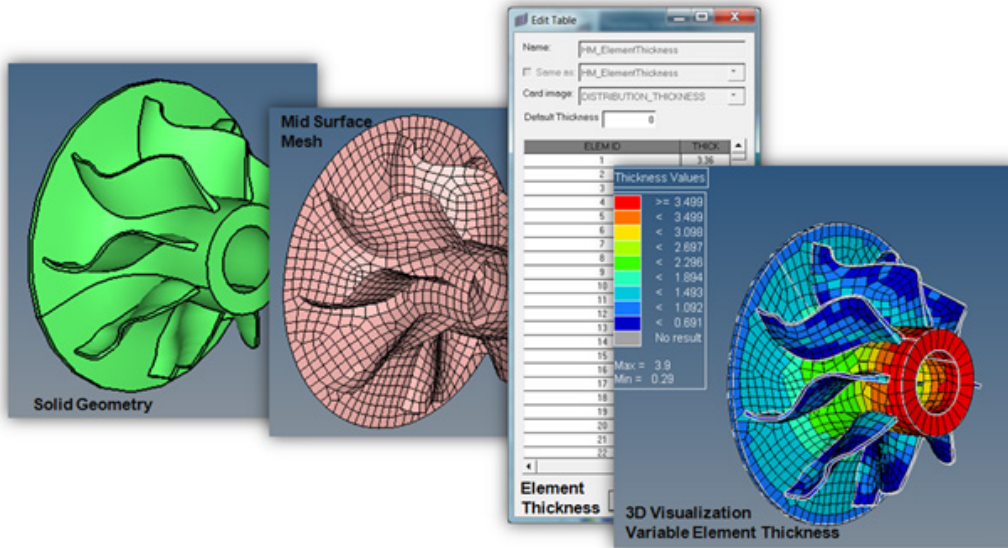 Edit Table
Name: HM_ElementThickness
Same as: HM_ElementThickness
Card image: DISTRIBUTION_THICKNESS
Default Thickness 0
ELEM ID THICK
1 3.36
2
3
4
5
6
7
8
9
10
11
12
13
14
15
16
17
18
19
20
21
22
Solid Geometry
Mid Surface
Mesh
Element
Thickness
Thickness Values
>= 3.499
< 3.499
< 3.098
< 2.697
< 2.296
< 1.894
< 1.493
< 1.092
< 0.691
No result
Max = 3.9
Min = 0.29
3D Visualization
Variable Element Thickness